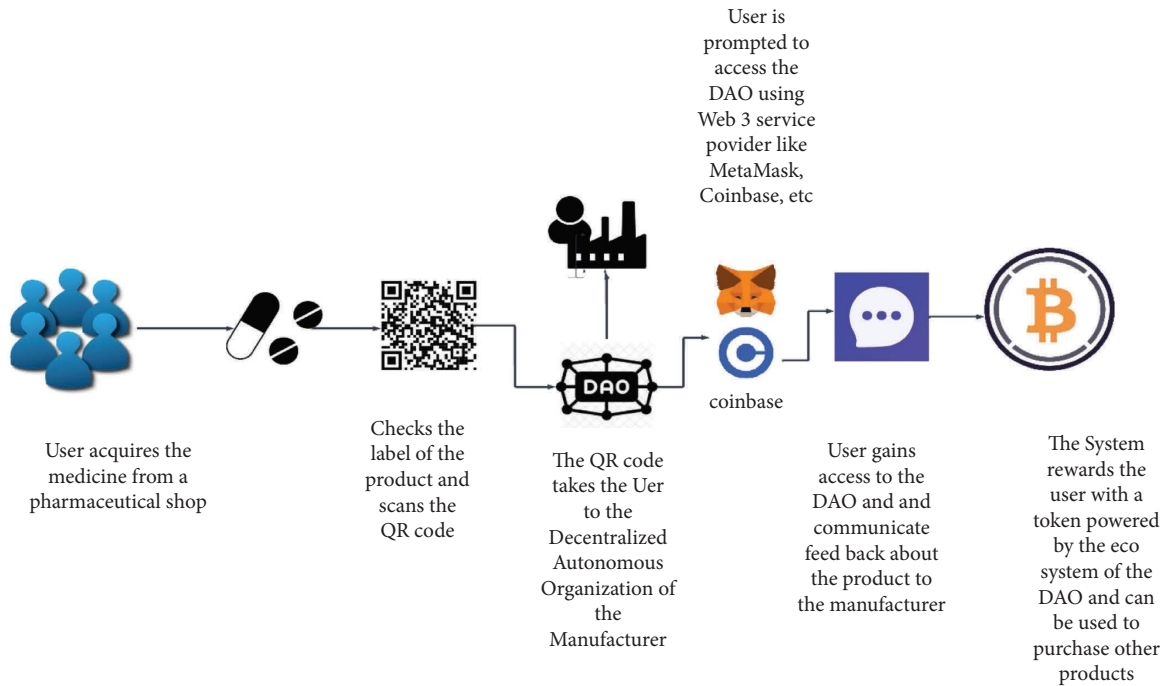 User is
prompted to
access the
DAO using
Web 3 service
povider like
MetaMask,
Coinbase, etc
DAO
coinbase
User acquires the
medicine from a
pharmaceutical shop
Checks the
label of the
product and
scans the
QR code
The QR code
takes the Uer
to the
Decentralized
Autonomous
Organization of
the
Manufacturer
User gains
access to the
DAO and and
communicate
feed back about
the product to
the manufacturer
The System
rewards the
user with a
token powered
by the eco
system of the
DAO and can
be used to
purchase other
products